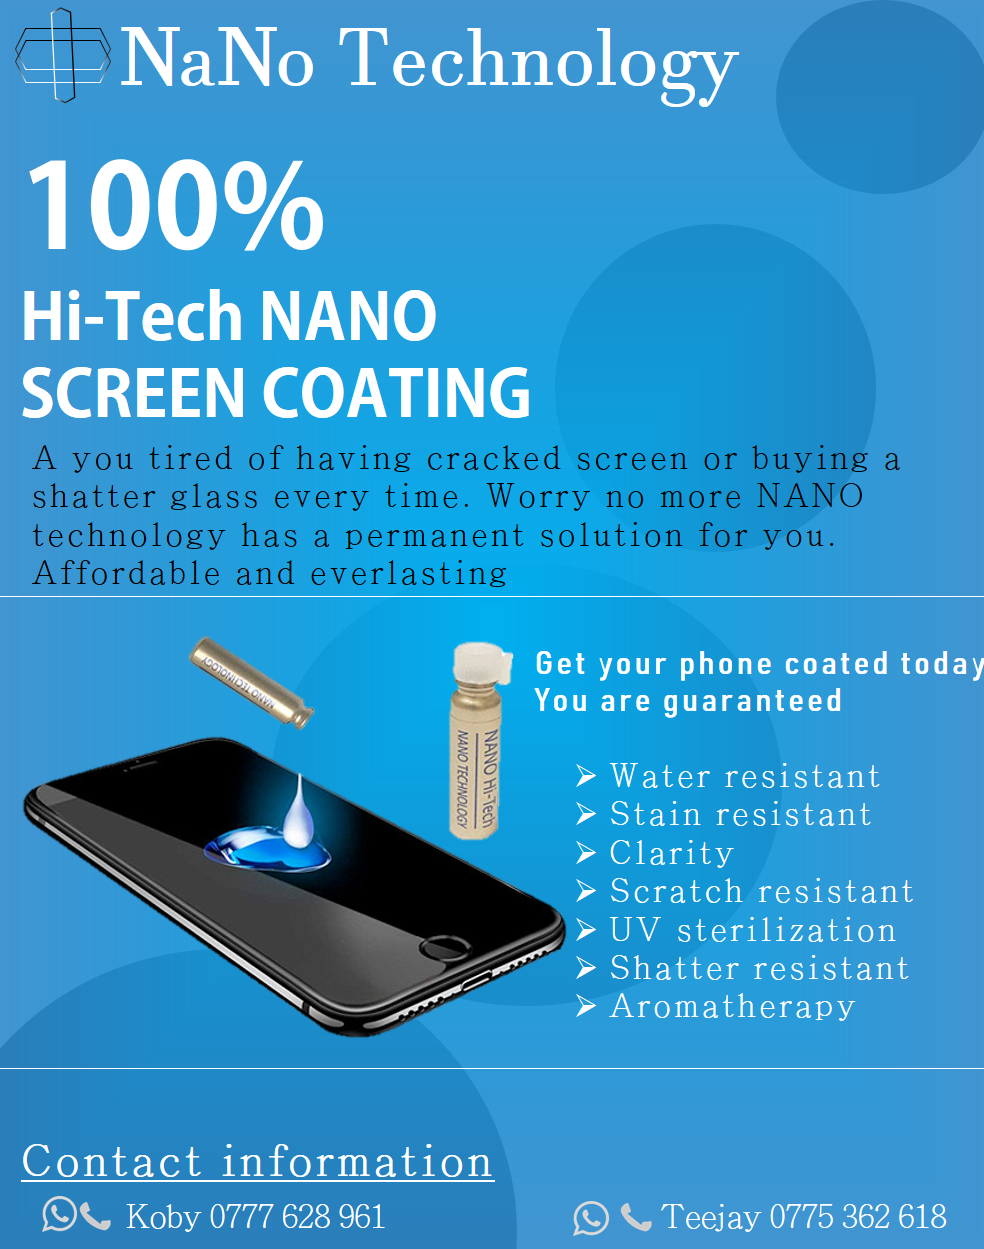 NaNo Technology
100%
Hi-Tech NANO
SCREEN COATING
A you tired of having cracked screen or buying a
shatter glass every time. Worry no more NANO
technology has a permanent solution for you.
Affordable and everlasting
NANO TECHNOLOGY
NANO Hi-Tech
NANO TECHNOLOGY
Get your phone coated today
You are guaranteed
Water resistant
Stain resistant
Clarity
Scratch resistant
UV sterilization
Shatter resistant
Aromatherapy
Contact information
Koby 0777 628 961
Teejay 0775 362 618